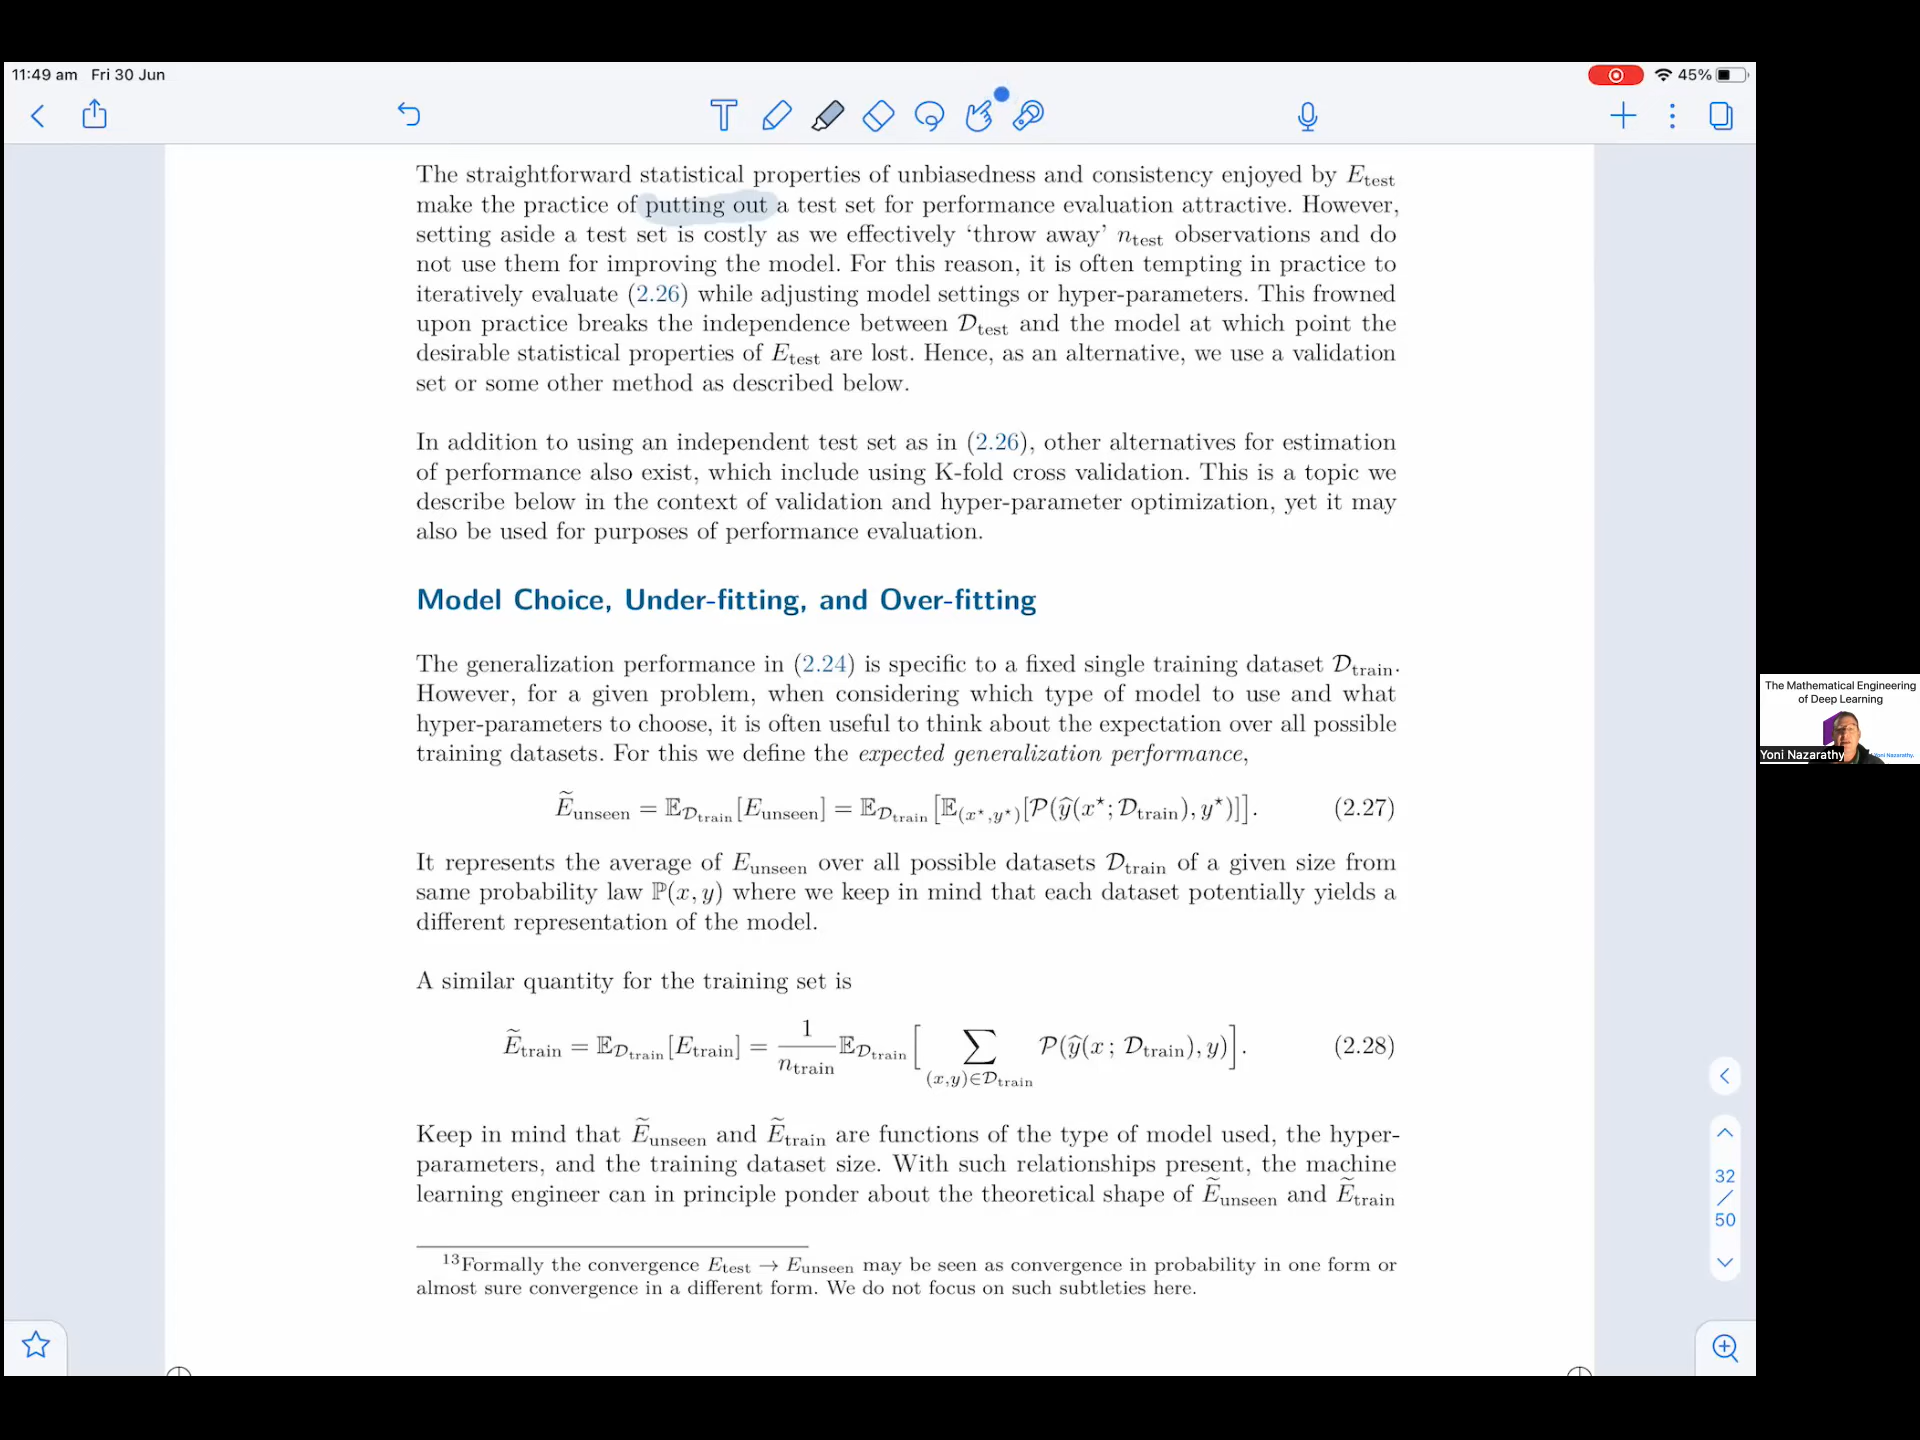 11:49 am Fri 30 Jun
45%
The straightforward statistical properties of unbiasedness and consistency enjoyed by E_test
make the practice of putting out a test set for performance evaluation attractive. However,
setting aside a test set is costly as we effectively ‘throw away’ n_test observations and do
not use them for improving the model. For this reason, it is often tempting in practice to
iteratively evaluate (2.26) while adjusting model settings or hyper-parameters. This frowned
upon practice breaks the independence between 𝒟_test and the model at which point the
desirable statistical properties of E_test are lost. Hence, as an alternative, we use a validation
set or some other method as described below.
In addition to using an independent test set as in (2.26), other alternatives for estimation
of performance also exist, which include using K-fold cross validation. This is a topic we
describe below in the context of validation and hyper-parameter optimization, yet it may
also be used for purposes of performance evaluation.
Model Choice, Under-fitting, and Over-fitting
The generalization performance in (2.24) is specific to a fixed single training dataset 𝒟_train.
However, for a given problem, when considering which type of model to use and what
hyper-parameters to choose, it is often useful to think about the expectation over all possible
training datasets. For this we define the expected generalization performance,
Ẽ_unseen = 𝔼_{𝒟_train}[E_unseen] = 𝔼_{𝒟_train}[𝔼_{(x⋆,y⋆)}[𝒫(ŷ(x⋆; 𝒟_train), y⋆)]]. (2.27)
It represents the average of E_unseen over all possible datasets 𝒟_train of a given size from
same probability law ℙ(x, y) where we keep in mind that each dataset potentially yields a
different representation of the model.
A similar quantity for the training set is
Ẽ_train = 𝔼_{𝒟_train}[E_train] = 1/n_train 𝔼_{𝒟_train}[ ∑_{(x,y)∈𝒟_train} 𝒫(ŷ(x; 𝒟_train), y)]. (2.28)
Keep in mind that Ẽ_unseen and Ẽ_train are functions of the type of model used, the hyper-
parameters, and the training dataset size. With such relationships present, the machine
learning engineer can in principle ponder about the theoretical shape of Ẽ_unseen and Ẽ_train
13 Formally the convergence E_test → E_unseen may be seen as convergence in probability in one form or
almost sure convergence in a different form. We do not focus on such subtleties here.
32
/
50
The Mathematical Engineering
of Deep Learning
Yoni Nazarathy
Yoni Nazarathy